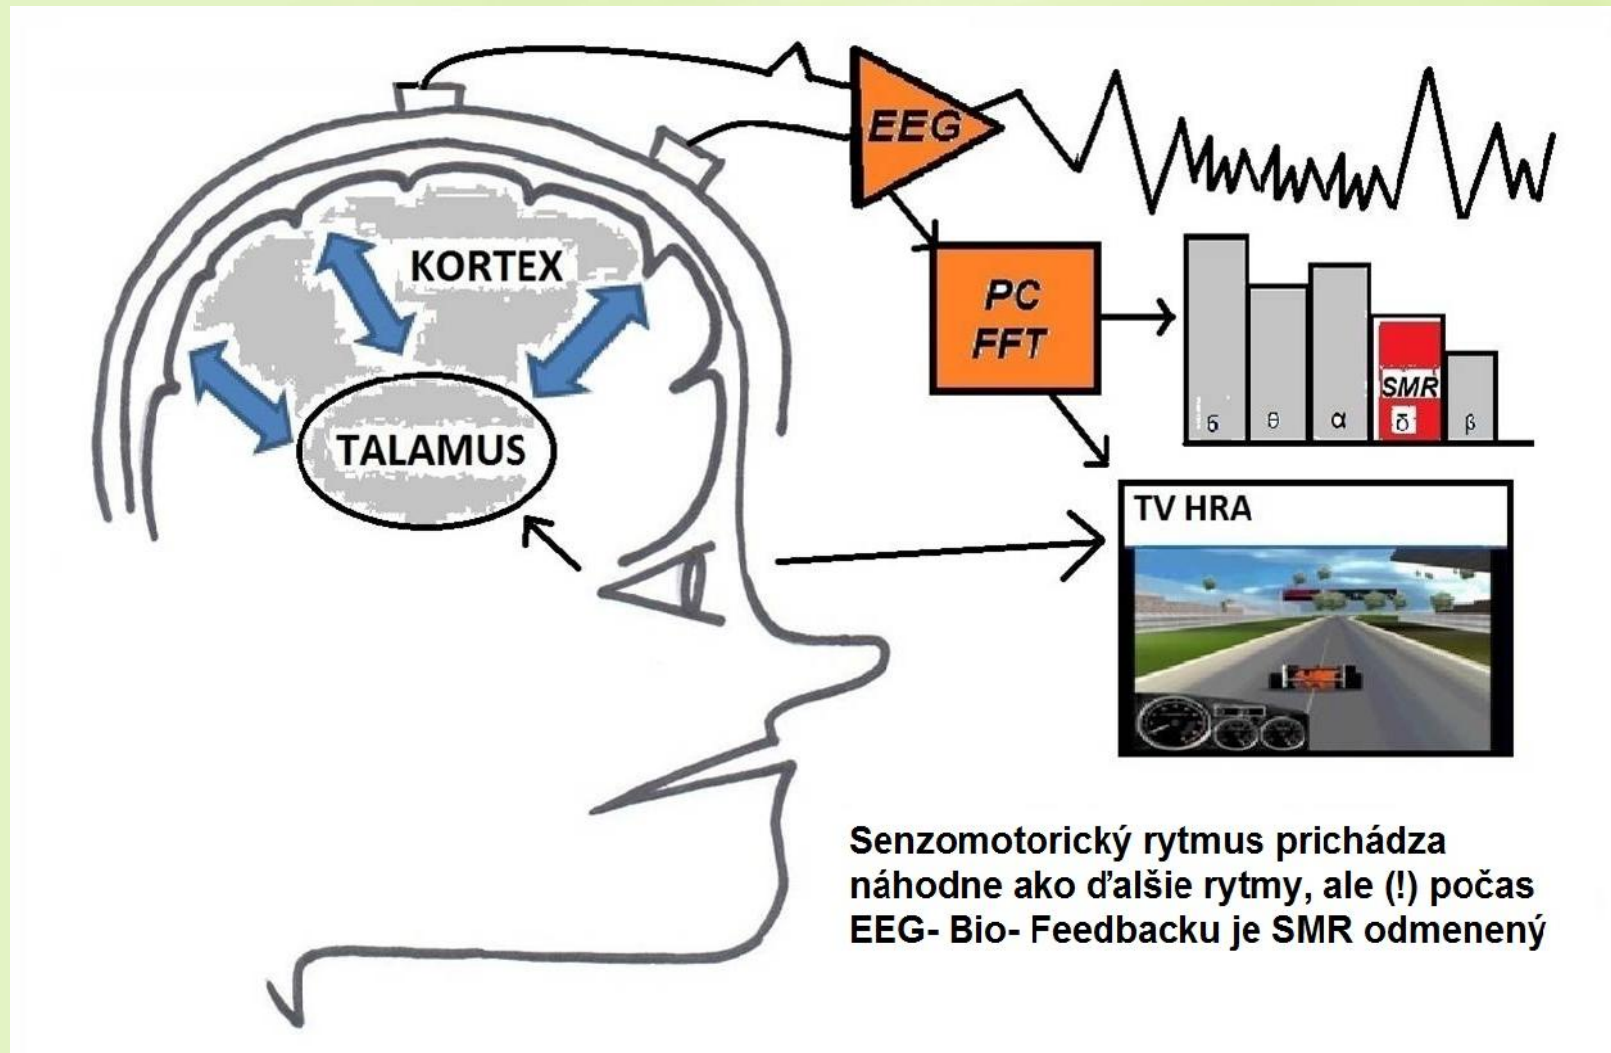 EEG
KORTEX
PC
FFT
TALAMUS
SMR
δ θ α δ β
TV HRA
Senzomotorický rytmus prichádza
náhodne ako ďalšie rytmy, ale (!) počas
EEG- Bio- Feedbacku je SMR odmenený